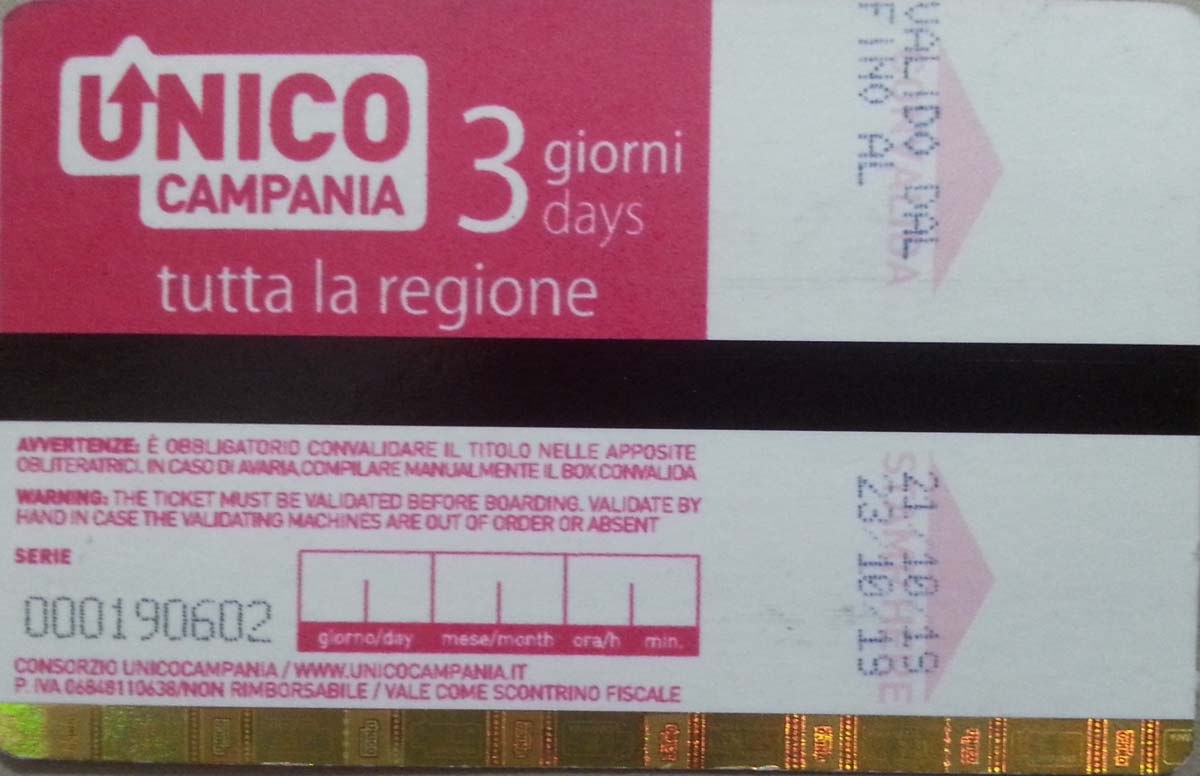 UNICO
CAMPANIA
3 giorni
days
tutta la regione
VALIDO DAL
FINO AL
AVVERTENZE: È OBBLIGATORIO CONVALIDARE IL TITOLO NELLE APPOSITE
OBLITERATRICI. IN CASO DI AVARIA, COMPILARE MANUALMENTE IL BOX CONVALIDA
WARNING: THE TICKET MUST BE VALIDATED BEFORE BOARDING. VALIDATE BY
HAND IN CASE THE VALIDATING MACHINES ARE OUT OF ORDER OR ABSENT
SERIE
000190602
giorno/day mese/month ora/h min.
CONSORZIO UNICOCAMPANIA / WWW.UNICOCAMPANIA.IT
P. IVA 06848110638/NON RIMBORSABILE / VALE COME SCONTRINO FISCALE
21/10/19
23/10/19